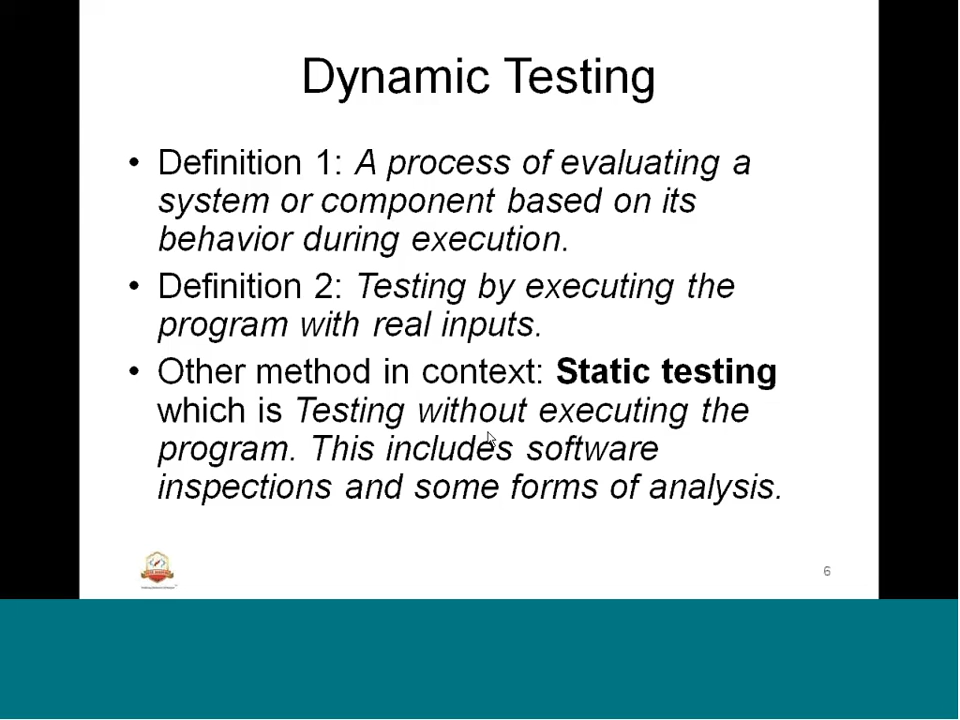 Dynamic Testing
• Definition 1: A process of evaluating a
system or component based on its
behavior during execution.
• Definition 2: Testing by executing the
program with real inputs.
• Other method in context: Static testing
which is Testing without executing the
program. This includes software
inspections and some forms of analysis.
6